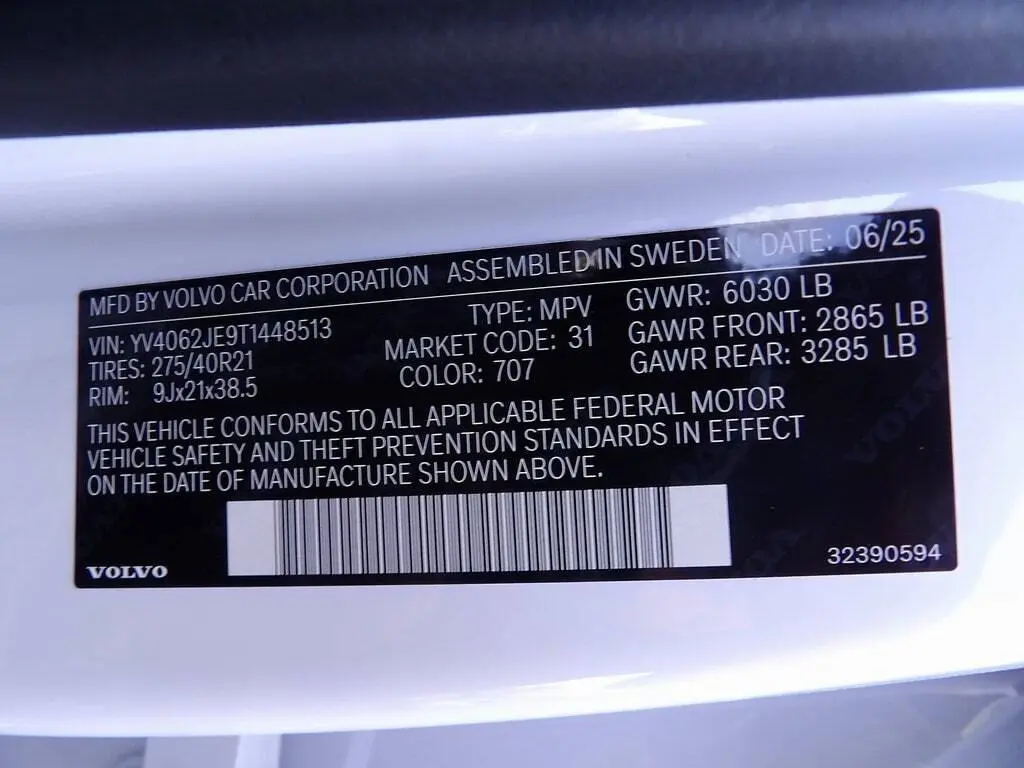 MFD BY VOLVO CAR CORPORATION ASSEMBLED IN SWEDEN DATE: 06/25
VIN: YV4062JE9T1448513 TYPE: MPV GVWR: 6030 LB
TIRES: 275/40R21 MARKET CODE: 31 GAWR FRONT: 2865 LB
RIM: 9Jx21x38.5 COLOR: 707 GAWR REAR: 3285 LB
THIS VEHICLE CONFORMS TO ALL APPLICABLE FEDERAL MOTOR
VEHICLE SAFETY AND THEFT PREVENTION STANDARDS IN EFFECT
ON THE DATE OF MANUFACTURE SHOWN ABOVE.
VOLVO 32390594